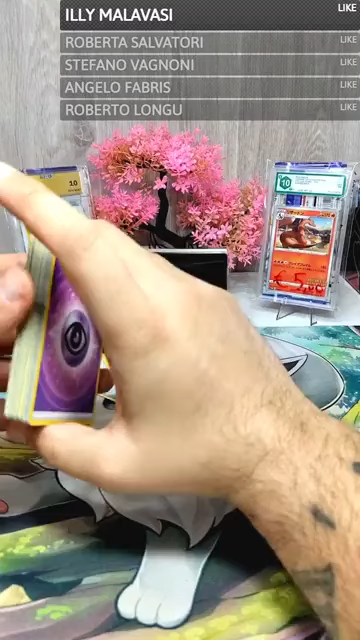 ILLY MALAVASI LIKE
ROBERTA SALVATORI LIKE
STEFANO VAGNONI LIKE
ANGELO FABRIS LIKE
ROBERTO LONGU LIKE
10
10